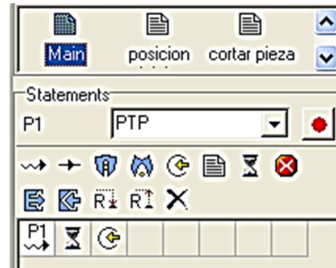 Main posicion cortar pieza
Statements
P1 PTP
R R
P1